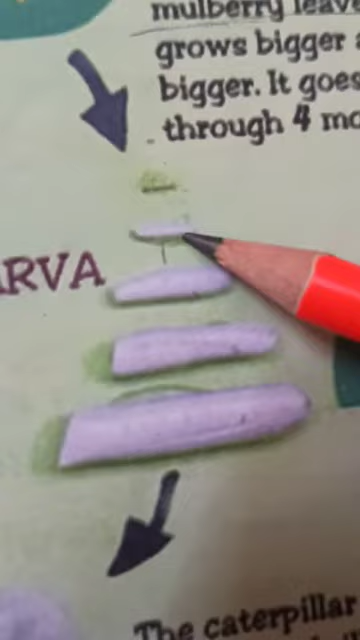 mulberry leave
grows bigger a
bigger. It goes
through 4 mo
ARVA
The caterpillar